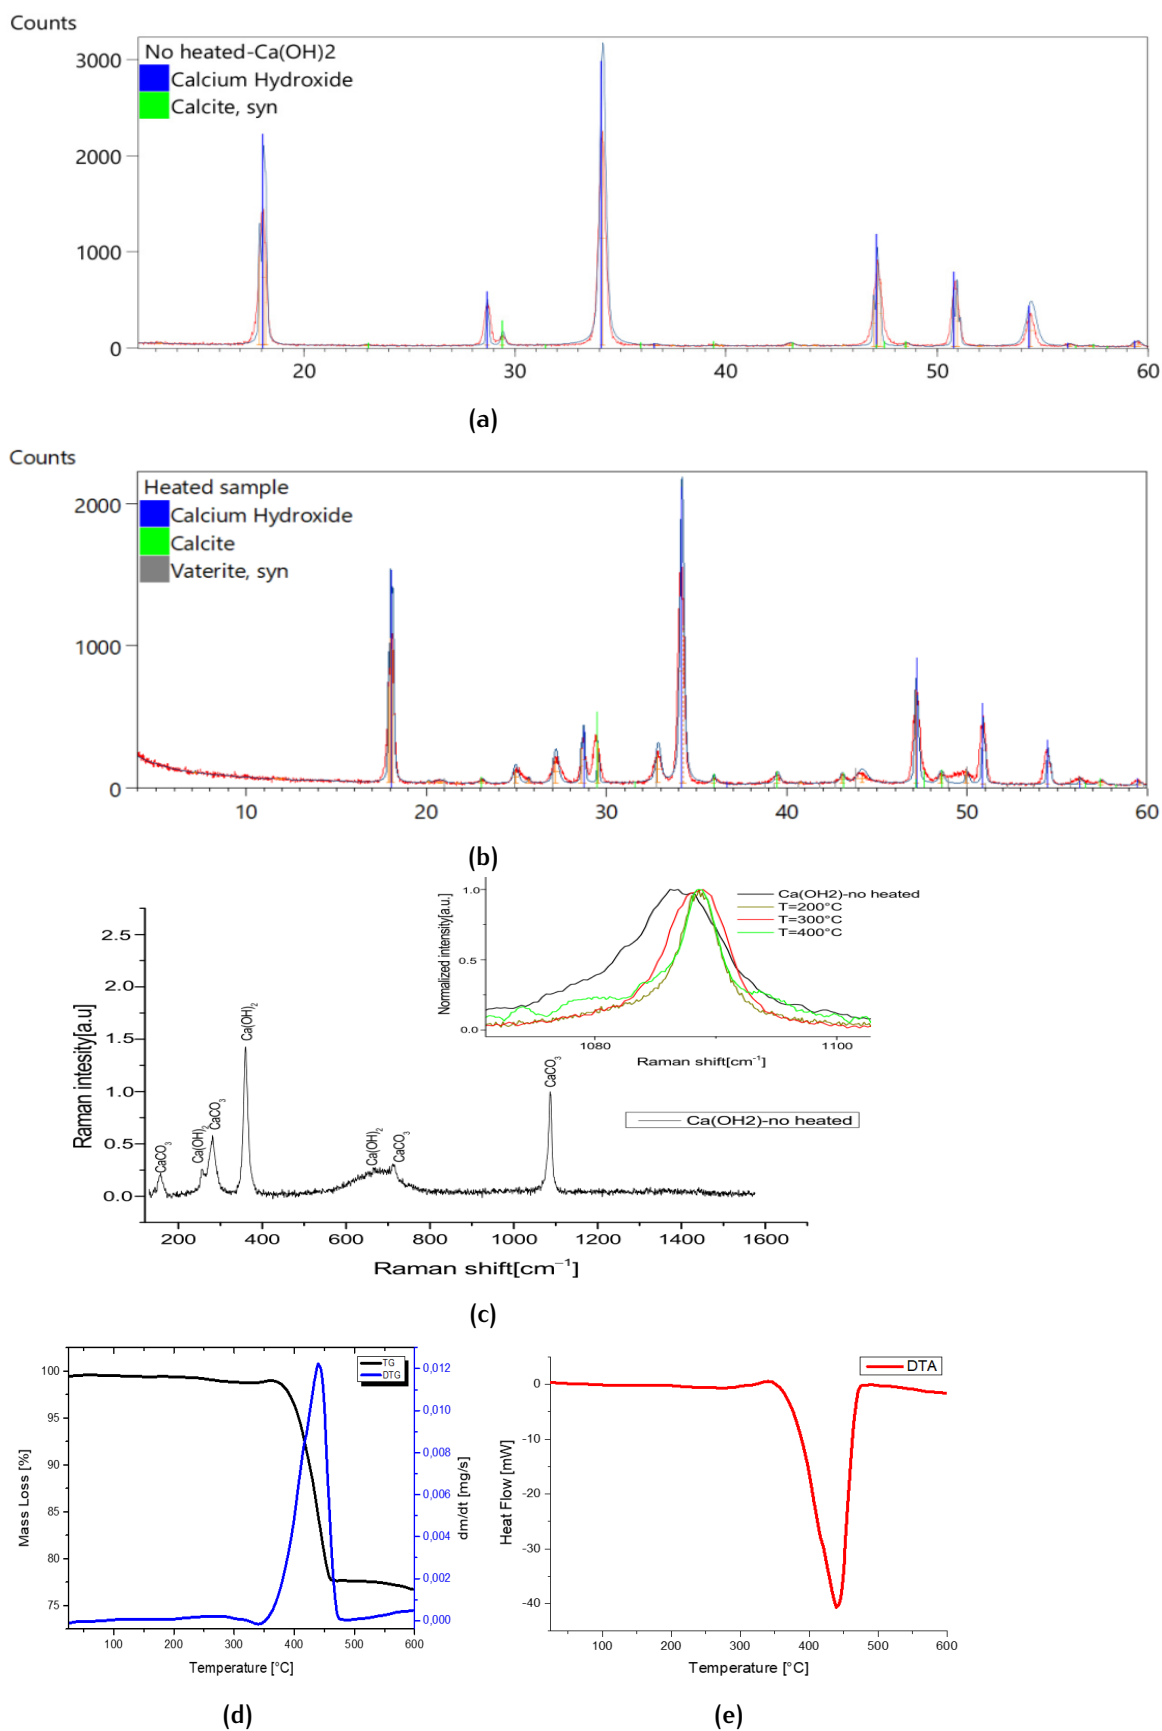 Counts
No heated-Ca(OH)2
Calcium Hydroxide
Calcite, syn
3000
2000
1000
0
20 30 40 50 60
(a)
Counts
Heated sample
Calcium Hydroxide
Calcite
Vaterite, syn
2000
1000
0
10 20 30 40 50 60
(b)
Ca(OH2)-no heated
T=200°C
T=300°C
T=400°C
Normalized intensity[a.u.]
1.0
0.5
0.0
1080 1100
Raman shift[cm⁻¹]
Raman intesity[a.u]
2.5
2.0
1.5
1.0
0.5
0.0
CaCO₃
Ca(OH)₂
CaCO₃
Ca(OH)₂
Ca(OH)₂
CaCO₃
CaCO₃
Ca(OH2)-no heated
200 400 600 800 1000 1200 1400 1600
Raman shift[cm⁻¹]
(c)
TG
DTG
Mass Loss [%]
100
95
90
85
80
75
0,012
0,010
0,008
0,006
0,004
0,002
0,000
dm/dt [mg/s]
100 200 300 400 500 600
Temperature [°C]
(d)
DTA
Heat Flow [mW]
0
-10
-20
-30
-40
100 200 300 400 500 600
Temperature [°C]
(e)